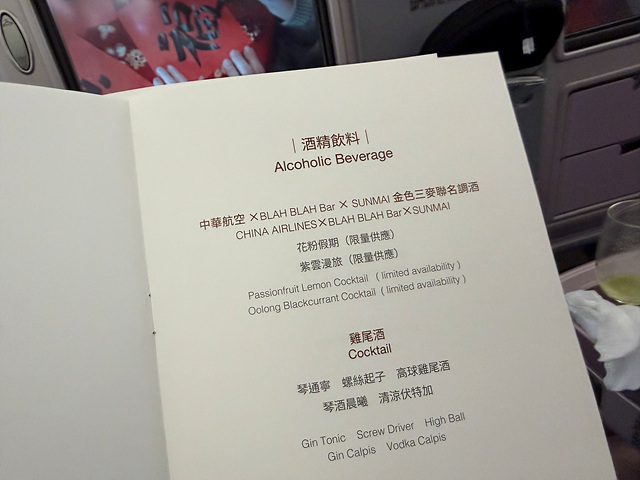 福
｜酒精飲料｜
Alcoholic Beverage
中華航空 ×BLAH BLAH Bar × SUNMAI 金色三麥聯名調酒
CHINA AIRLINES×BLAH BLAH Bar×SUNMAI
花粉假期（限量供應）
紫雲漫旅（限量供應）
Passionfruit Lemon Cocktail （ limited availability )
Oolong Blackcurrant Cocktail ( limited availability )
雞尾酒
Cocktail
琴通寧　螺絲起子　高球雞尾酒
琴酒晨曦　清涼伏特加
Gin Tonic　Screw Driver　High Ball
Gin Calpis　Vodka Calpis